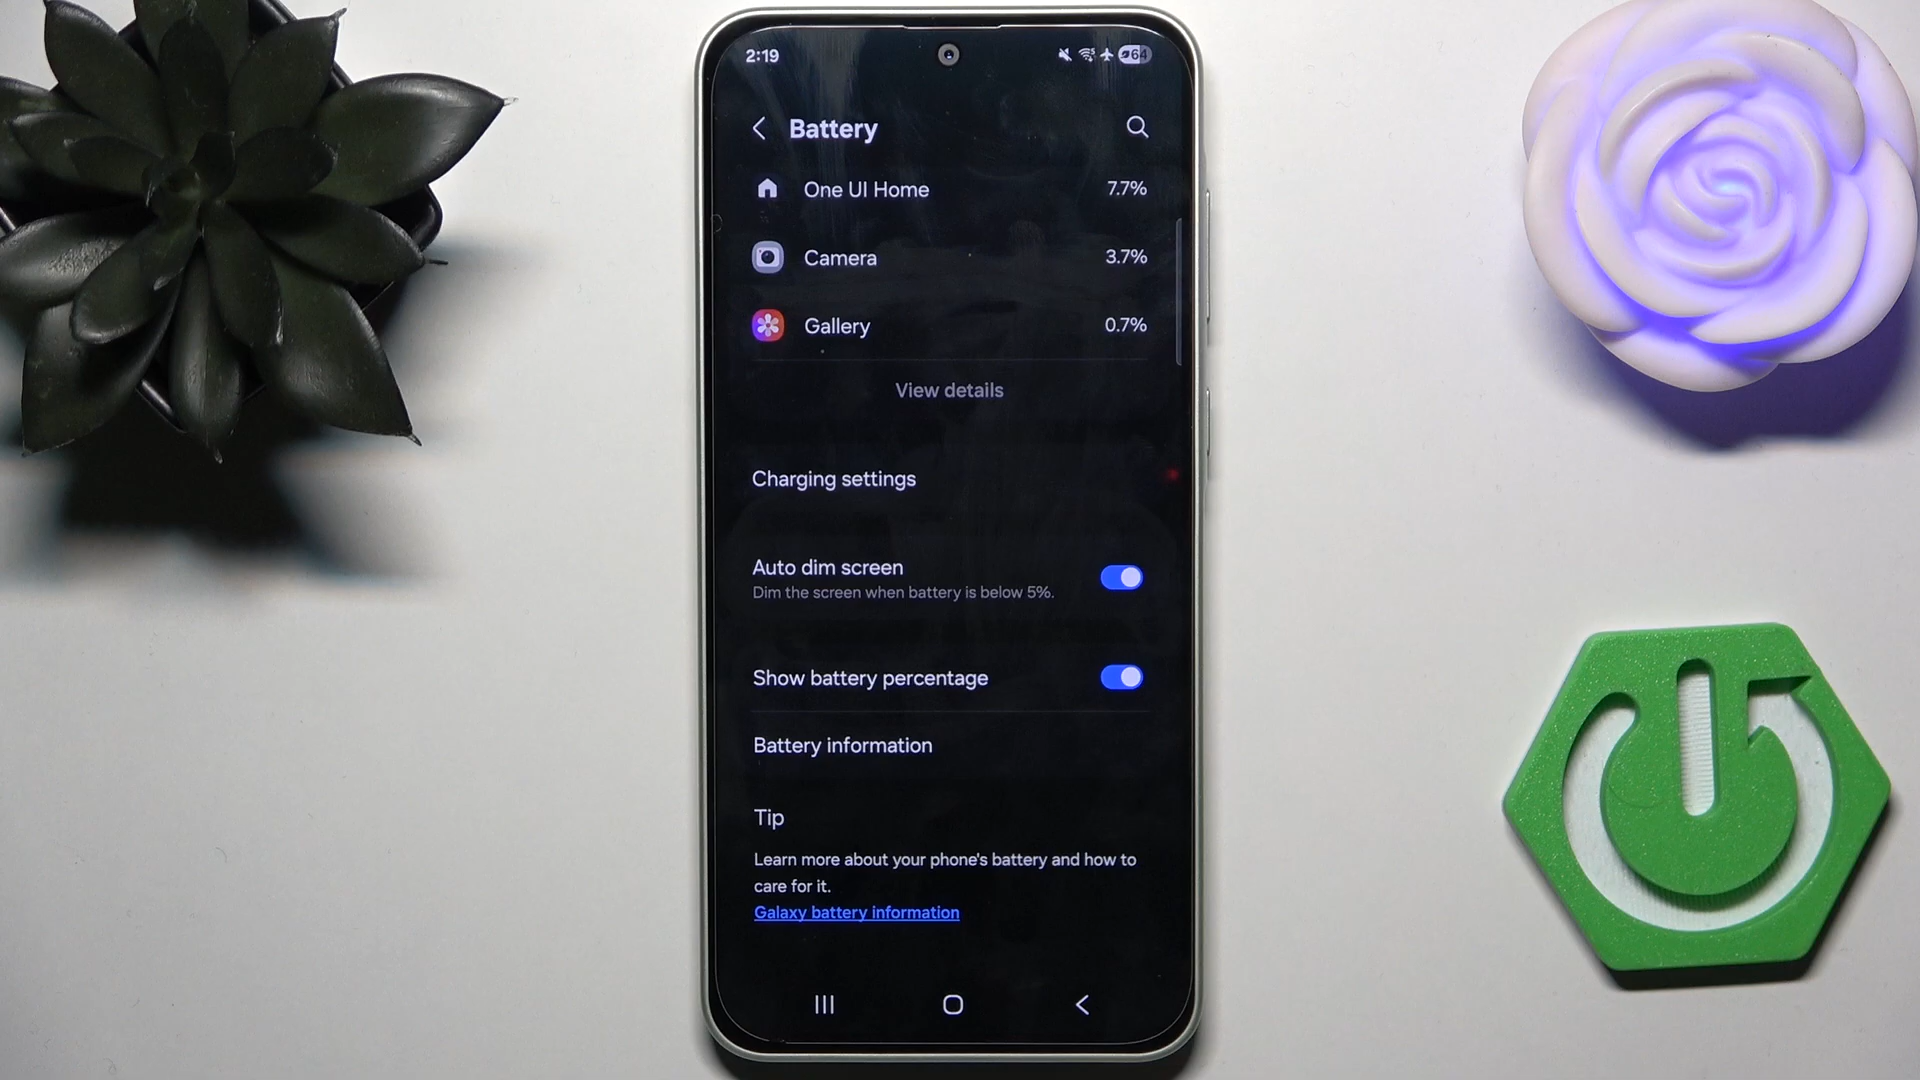 2:19
64
Battery
One UI Home 7.7%
Camera 3.7%
Gallery 0.7%
View details
Charging settings
Auto dim screen
Dim the screen when battery is below 5%.
Show battery percentage
Battery information
Tip
Learn more about your phone's battery and how to
care for it.
Galaxy battery information